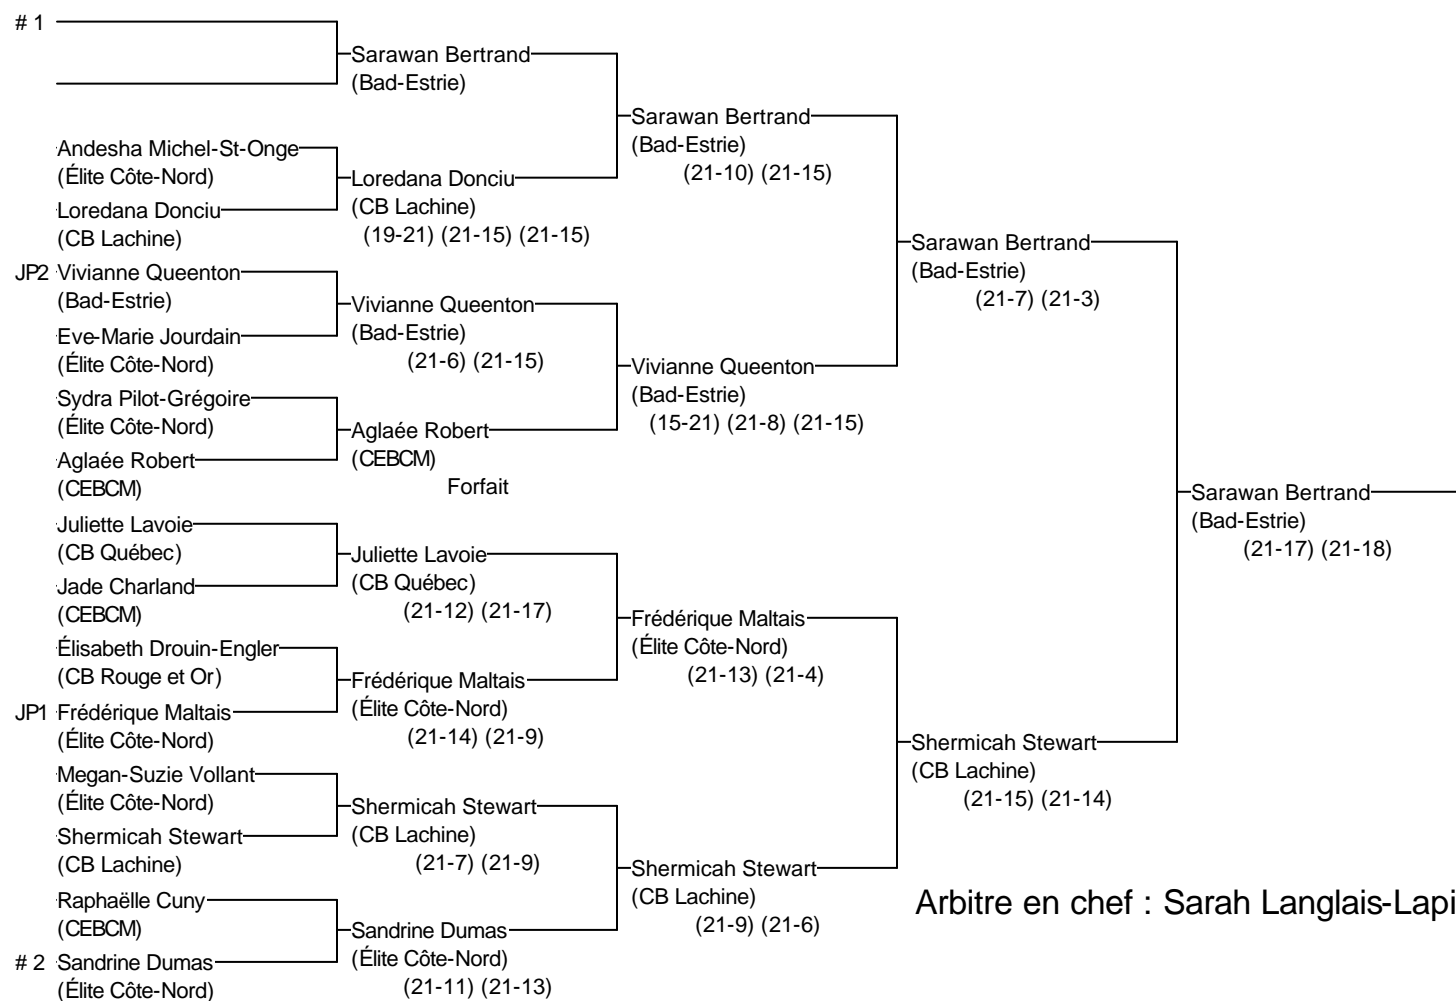 # 1
Sarawan Bertrand
(Bad-Estrie)
Sarawan Bertrand
(Bad-Estrie)
(21-10) (21-15)
Andesha Michel-St-Onge
(Élite Côte-Nord)
Loredana Donciu
(CB Lachine)
(19-21) (21-15) (21-15)
Loredana Donciu
(CB Lachine)
Sarawan Bertrand
(Bad-Estrie)
(21-7) (21-3)
JP2 Vivianne Queenton
(Bad-Estrie)
Vivianne Queenton
(Bad-Estrie)
(21-6) (21-15)
Eve-Marie Jourdain
(Élite Côte-Nord)
Vivianne Queenton
(Bad-Estrie)
(15-21) (21-8) (21-15)
Sydra Pilot-Grégoire
(Élite Côte-Nord)
Aglaée Robert
(CEBCM)
Forfait
Aglaée Robert
(CEBCM)
Sarawan Bertrand
(Bad-Estrie)
(21-17) (21-18)
Juliette Lavoie
(CB Québec)
Juliette Lavoie
(CB Québec)
(21-12) (21-17)
Jade Charland
(CEBCM)
Frédérique Maltais
(Élite Côte-Nord)
(21-13) (21-4)
Élisabeth Drouin-Engler
(CB Rouge et Or)
Frédérique Maltais
(Élite Côte-Nord)
(21-14) (21-9)
JP1 Frédérique Maltais
(Élite Côte-Nord)
Shermicah Stewart
(CB Lachine)
(21-15) (21-14)
Megan-Suzie Vollant
(Élite Côte-Nord)
Shermicah Stewart
(CB Lachine)
(21-7) (21-9)
Shermicah Stewart
(CB Lachine)
Shermicah Stewart
(CB Lachine)
(21-9) (21-6)
Raphaëlle Cuny
(CEBCM)
Sandrine Dumas
(Élite Côte-Nord)
(21-11) (21-13)
# 2 Sandrine Dumas
(Élite Côte-Nord)
Arbitre en chef : Sarah Langlais-Lapi